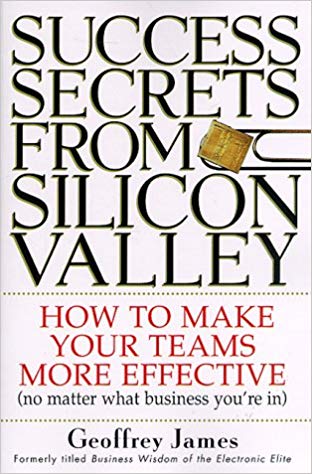 SUCCESS
SECRETS
FROM
SILICON
VALLEY
HOW TO MAKE
YOUR TEAMS
MORE EFFECTIVE
(no matter what business you're in)
Geoffrey James
Formerly titled Business Wisdom of the Electronic Elite